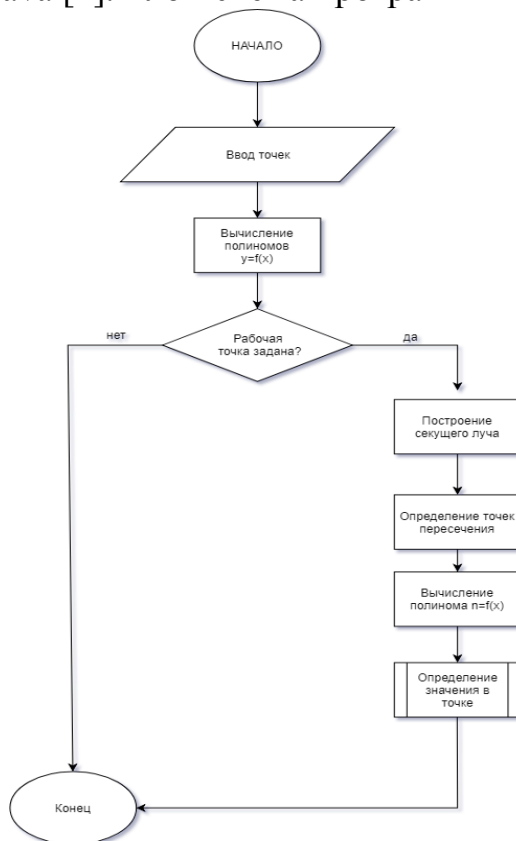 НАЧАЛО
Ввод точек
Вычисление
полиномов
y=f(x)
Рабочая
точка задана?
нет
да
Построение
секущего луча
Определение точек
пересечения
Вычисление
полинома n=f(x)
Определение
значения в
точке
Конец